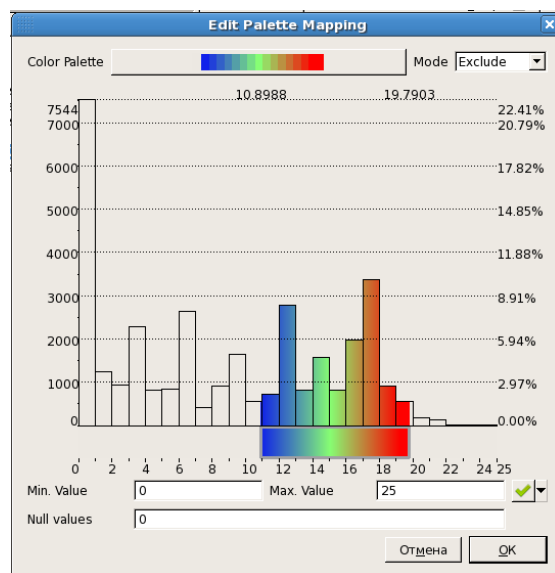 Edit Palette Mapping
Color Palette Mode Exclude
10.8988 19.7903
7544 22.41%
7000 20.79%
6000 17.82%
5000 14.85%
4000 11.88%
3000 8.91%
2000 5.94%
1000 2.97%
0 0.00%
0 2 4 6 8 10 12 14 16 18 20 22 24 25
Min. Value 0 Max. Value 25
Null values 0
Отмена OK